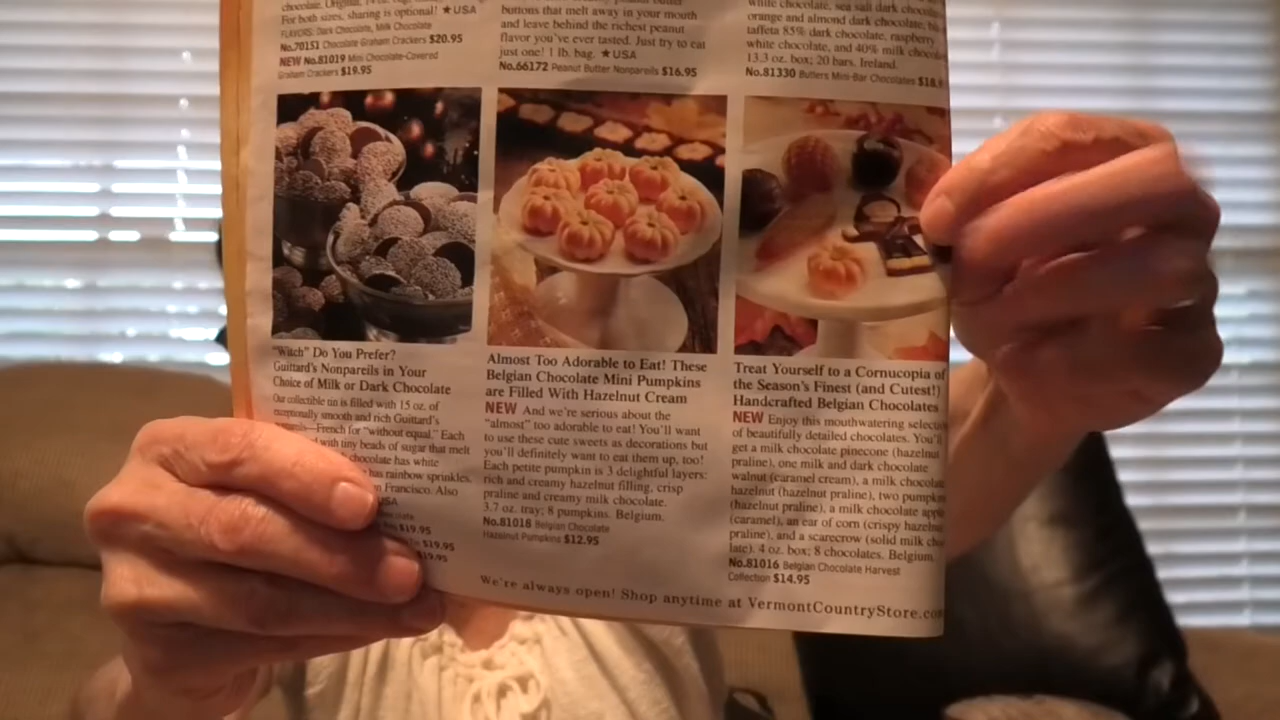 chocolate. Original,
For both sizes, sharing is optional! ★ USA
FLAVORS: Dark Chocolate, Milk Chocolate
No.70151 Chocolate Graham Crackers $20.95
NEW No.81019 Mini Chocolate-Covered
Graham Crackers $19.95
buttons that melt away in your mouth
and leave behind the richest peanut
flavor you've ever tasted. Just try to eat
just one! 1 lb. bag. ★ USA
No.66172 Peanut Butter Nonpareils $16.95
white chocolate, sea salt dark chocolate
orange and almond dark chocolate,
taffeta 85% dark chocolate, raspberry
white chocolate, and 40% milk
13.3 oz. box; 20 bars. Ireland.
No.81330 Butlers Mini-Bar Chocolates
"Witch" Do You Prefer?
Guittard's Nonpareils in Your
Choice of Milk or Dark Chocolate
Our collectible tin is filled with 15 oz. of
exceptionally smooth and rich Guittard's
French for "without equal." Each
with tiny beads of sugar that melt
chocolate has white
has rainbow sprinkles.
Francisco. Also
USA
$19.95
$19.95
$19.95
Almost Too Adorable to Eat! These
Belgian Chocolate Mini Pumpkins
are Filled With Hazelnut Cream
NEW And we're serious about the
"almost" too adorable to eat! You'll want
to use these cute sweets as decorations but
you'll definitely want to eat them up, too!
Each petite pumpkin is 3 delightful layers:
rich and creamy hazelnut filling, crisp
praline and creamy milk chocolate.
3.7 oz. tray; 8 pumpkins. Belgium.
No.81018 Belgian Chocolate
Hazelnut Pumpkins $12.95
Treat Yourself to a Cornucopia of
the Season's Finest (and Cutest!)
Handcrafted Belgian Chocolates
NEW Enjoy this mouthwatering
of beautifully detailed chocolates. You'll
get a milk chocolate pinecone (hazelnut
praline), one milk and dark chocolate
walnut (caramel cream), a milk
hazelnut (hazelnut praline), two
(hazelnut praline), a milk chocolate
(caramel), an ear of corn (crispy
praline), and a scarecrow (solid milk
late). 4 oz. box; 8 chocolates. Belgium.
No.81016 Belgian Chocolate Harvest
Collection $14.95
We're always open! Shop anytime at VermontCountryStore.co